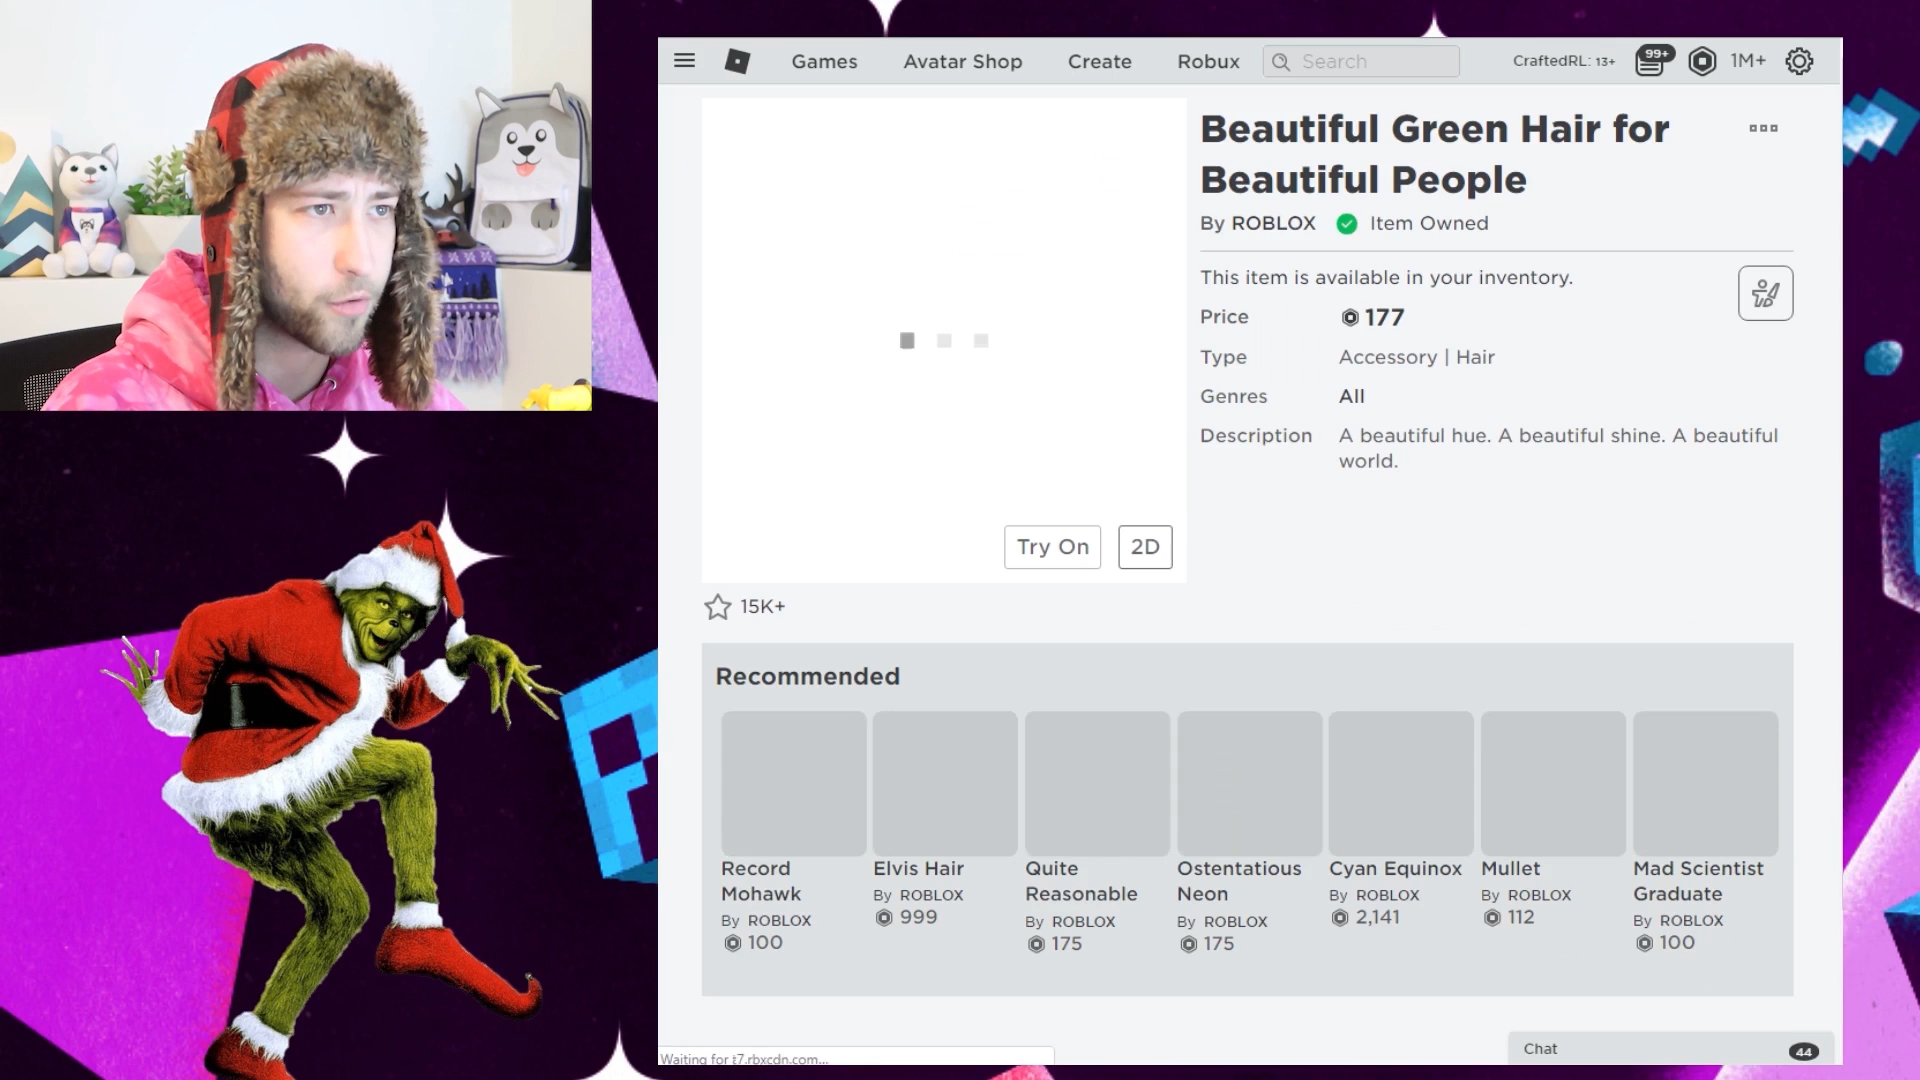 Games Avatar Shop Create Robux Search CraftedRL: 13+ 99+ 1M+
Beautiful Green Hair for
Beautiful People
By ROBLOX Item Owned
This item is available in your inventory.
Price 177
Type Accessory | Hair
Genres All
Description A beautiful hue. A beautiful shine. A beautiful
world.
Try On 2D
15K+
Recommended
Record
Mohawk
By ROBLOX
100
Elvis Hair
By ROBLOX
999
Quite
Reasonable
By ROBLOX
175
Ostentatious
Neon
By ROBLOX
175
Cyan Equinox
By ROBLOX
2,141
Mullet
By ROBLOX
112
Mad Scientist
Graduate
By ROBLOX
100
Waiting for t7.rbxcdn.com...
Chat 44